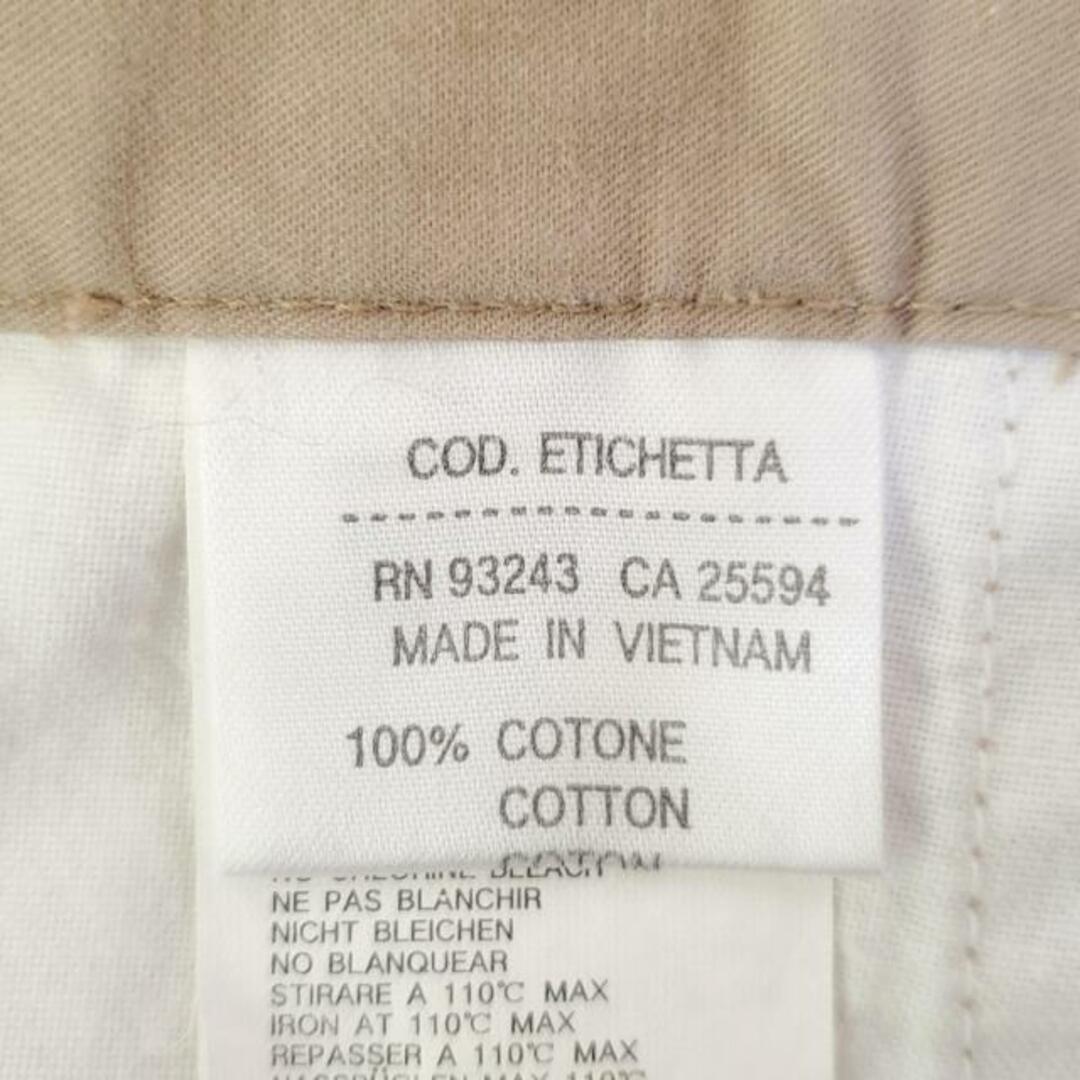 COD. ETICHETTA
RN 93243 CA 25594
MADE IN VIETNAM
100% COTONE
COTTON
NE PAS BLANCHIR
NICHT BLEICHEN
NO BLANQUEAR
STIRARE A 110℃ MAX
IRON AT 110℃ MAX
REPASSER A 110℃ MAX